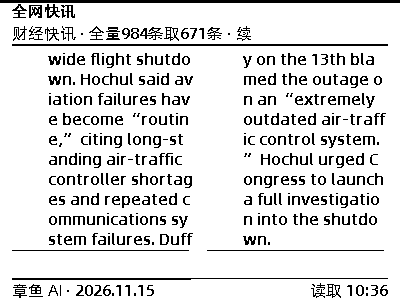 全网快讯
财经快讯 · 全量984条取671条 · 续
wide flight shutdo
wn. Hochul said av
iation failures hav
e become “routin
e,” citing long-st
anding air-traffic
controller shortag
es and repeated c
ommunications sy
stem failures. Duff
y on the 13th bla
med the outage o
n an “extremely
outdated air-traff
ic control system.
” Hochul urged C
ongress to launch
a full investigatio
n into the shutdo
wn.
章鱼 AI · 2026.11.15
读取 10:36